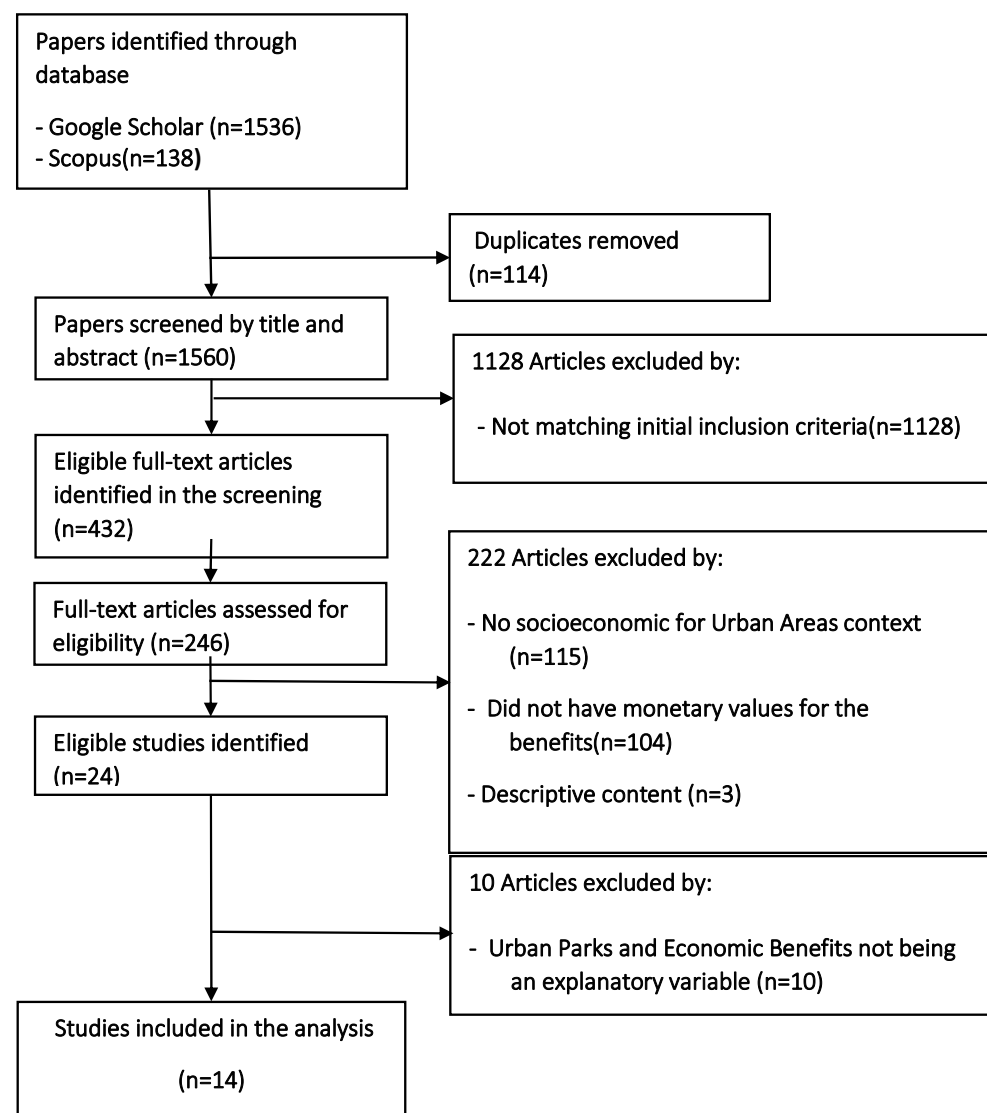 Papers identified through
database
- Google Scholar (n=1536)
- Scopus(n=138)
Duplicates removed
(n=114)
Papers screened by title and
abstract (n=1560)
1128 Articles excluded by:
- Not matching initial inclusion criteria(n=1128)
Eligible full-text articles
identified in the screening
(n=432)
Full-text articles assessed for
eligibility (n=246)
222 Articles excluded by:
- No socioeconomic for Urban Areas context
(n=115)
- Did not have monetary values for the
benefits(n=104)
- Descriptive content (n=3)
Eligible studies identified
(n=24)
10 Articles excluded by:
- Urban Parks and Economic Benefits not being
an explanatory variable (n=10)
Studies included in the analysis
(n=14)